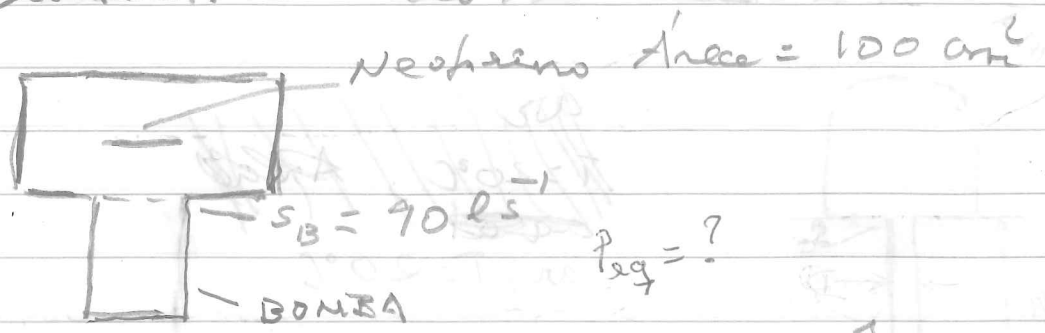 Neopreno Área = 100 cm²
S_B = 90 l s⁻¹
P_eq = ?
BOMBA